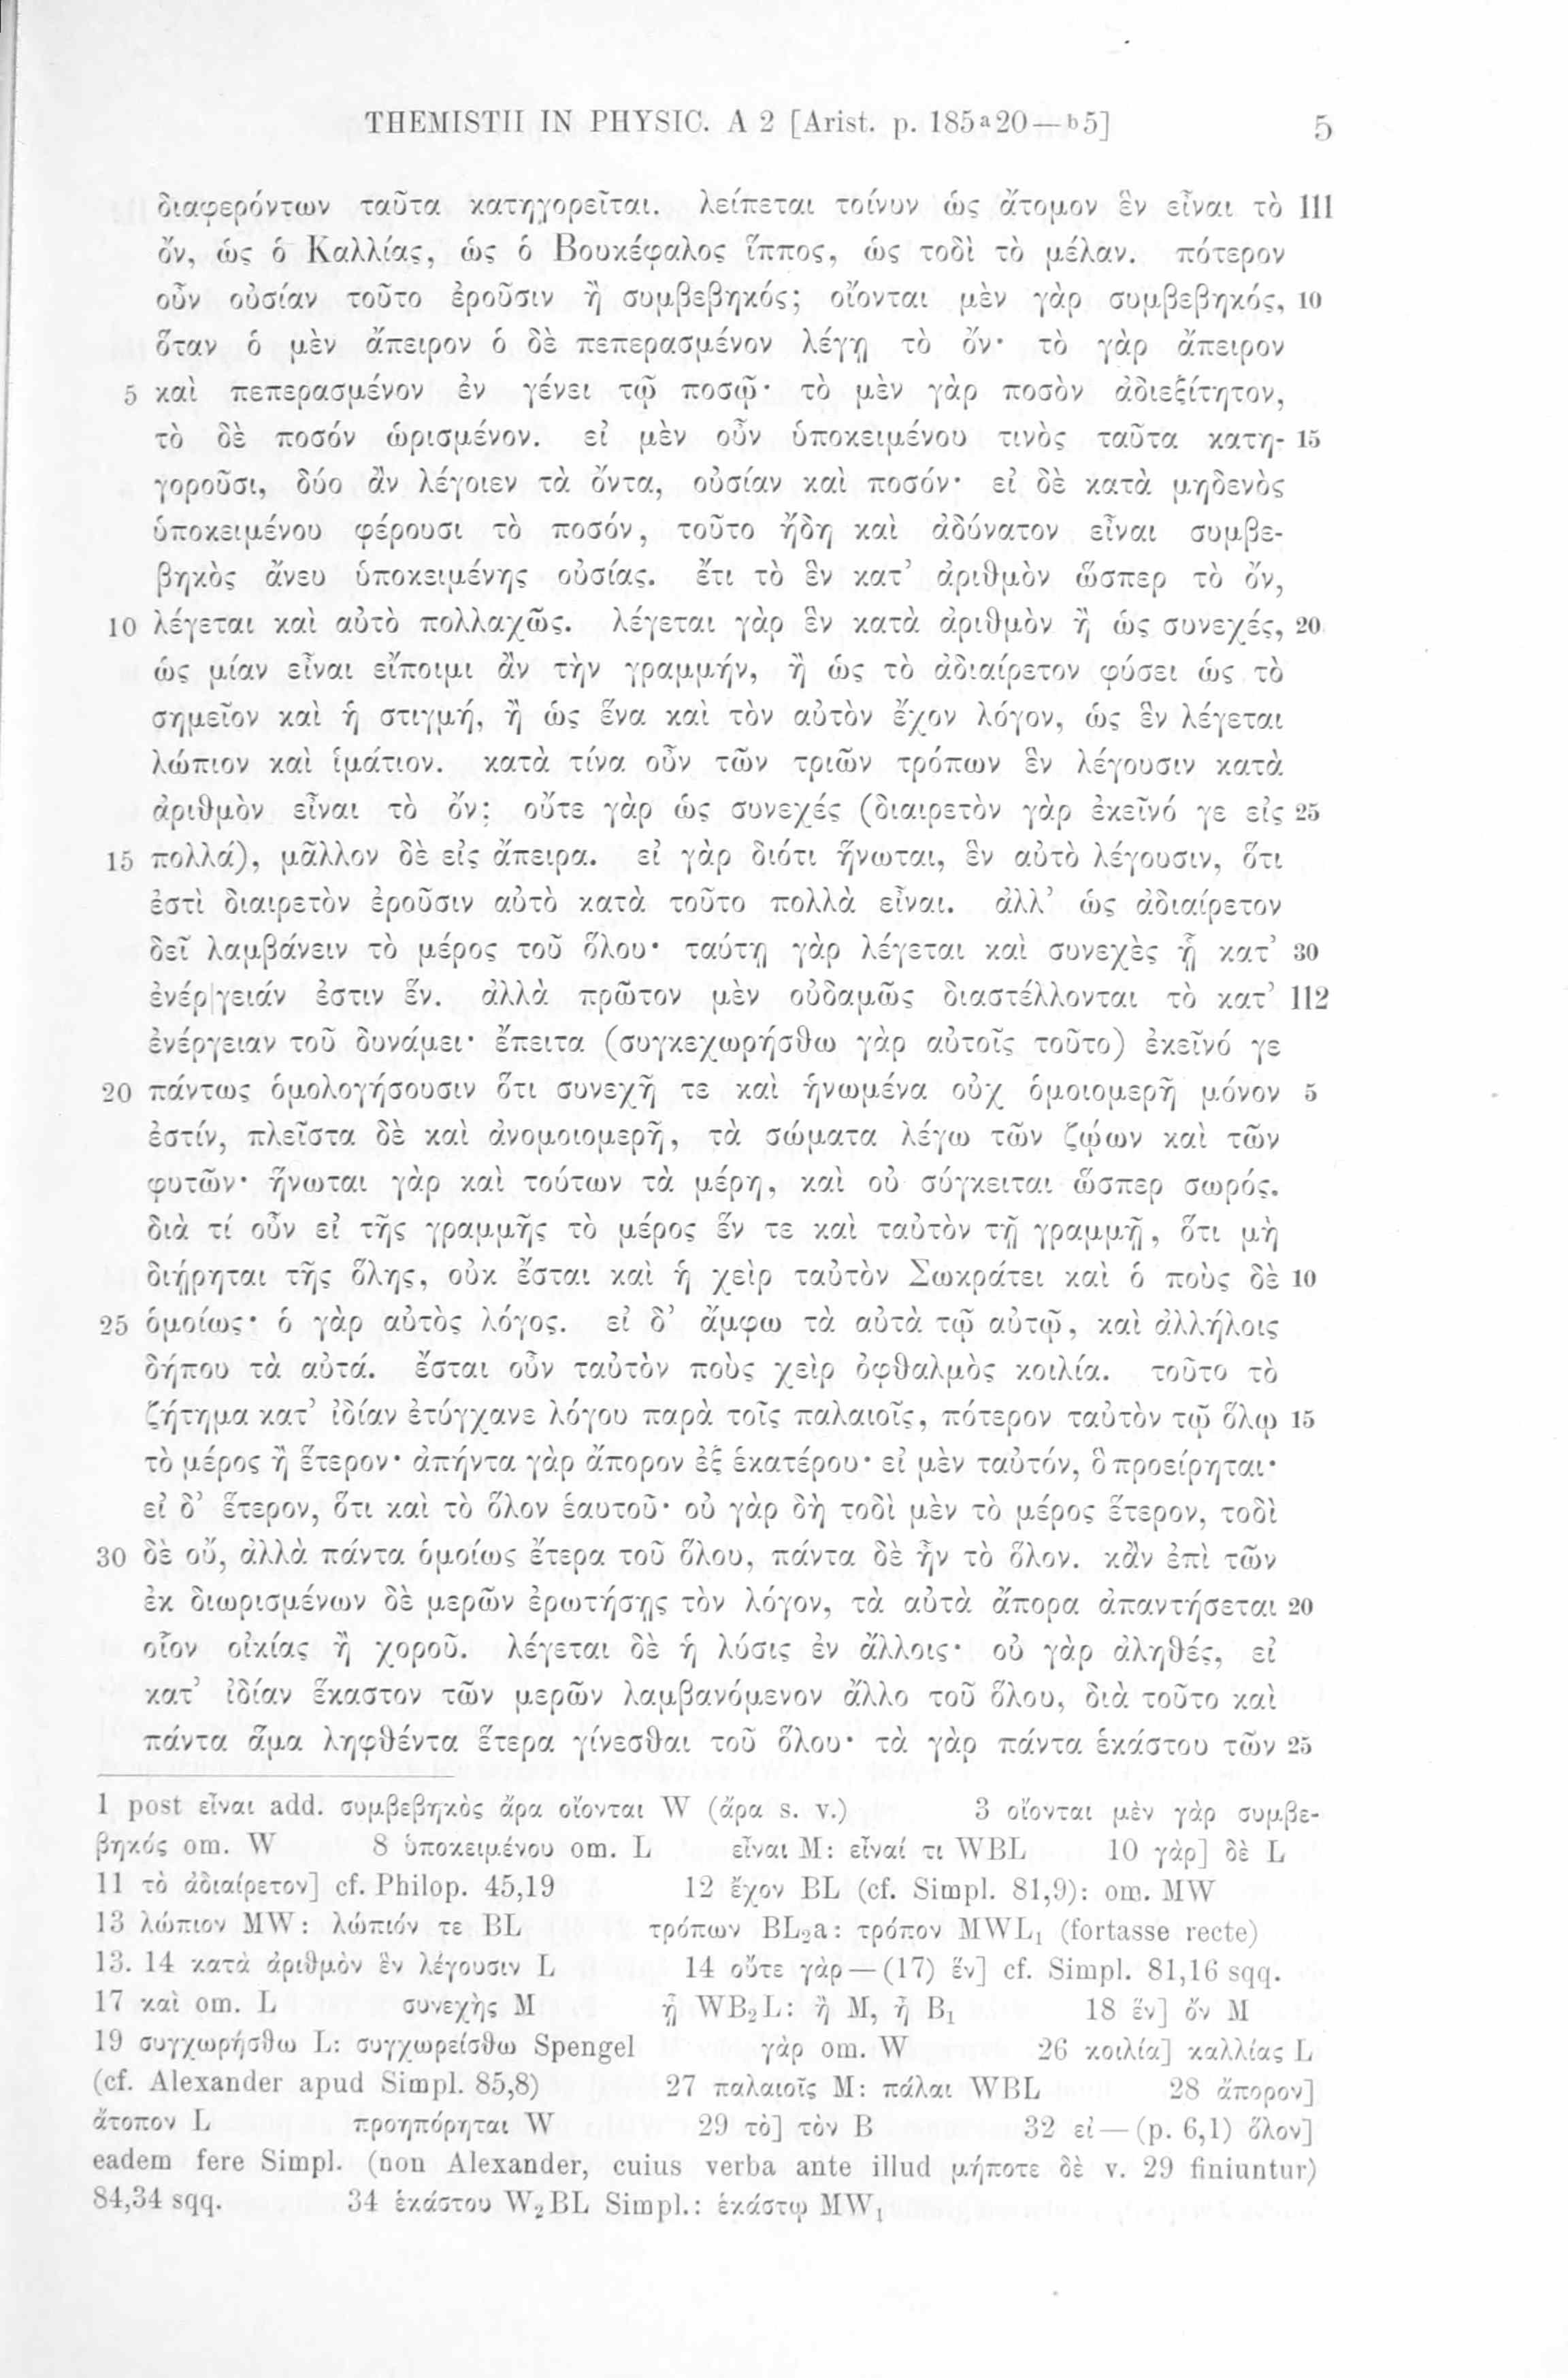 THEMISTII IN PHYSIC. A 2 [Arist. p. 185ᵃ20—ᵇ5] 5
διαφερόντων ταῦτα κατηγορεῖται. λείπεται τοίνυν ὡς ἄτομον ἓν εἶναι τὸ 111
ὄν, ὡς ὁ Καλλίας, ὡς ὁ Βουκέφαλος ἵππος, ὡς τοδὶ τὸ μέλαν. πότερον
οὖν οὐσίαν τοῦτο ἐροῦσιν ἢ συμβεβηκός; οἴονται μὲν γὰρ συμβεβηκός, 10
ὅταν ὁ μὲν ἄπειρον ὁ δὲ πεπερασμένον λέγῃ τὸ ὄν· τὸ γὰρ ἄπειρον
5 καὶ πεπερασμένον ἐν γένει τῷ ποσῷ· τὸ μὲν γὰρ ποσὸν ἀδιεξίτητον,
τὸ δὲ ποσόν ὡρισμένον. εἰ μὲν οὖν ὑποκειμένου τινὸς ταῦτα κατη- 15
γοροῦσι, δύο ἂν λέγοιεν τὰ ὄντα, οὐσίαν καὶ ποσόν· εἰ δὲ κατὰ μηδενὸς
ὑποκειμένου φέρουσι τὸ ποσόν, τοῦτο ἤδη καὶ ἀδύνατον εἶναι συμβε-
βηκὸς ἄνευ ὑποκειμένης οὐσίας. ἔτι τὸ ἓν κατ’ ἀριθμὸν ὥσπερ τὸ ὄν,
10 λέγεται καὶ αὐτὸ πολλαχῶς. λέγεται γὰρ ἓν κατὰ ἀριθμὸν ἢ ὡς συνεχές, 20
ὡς μίαν εἶναι εἴποιμι ἂν τὴν γραμμήν, ἢ ὡς τὸ ἀδιαίρετον φύσει ὡς τὸ
σημεῖον καὶ ἡ στιγμή, ἢ ὡς ἕνα καὶ τὸν αὐτὸν ἔχον λόγον, ὡς ἓν λέγεται
λώπιον καὶ ἱμάτιον. κατὰ τίνα οὖν τῶν τριῶν τρόπων ἓν λέγουσιν κατὰ
ἀριθμὸν εἶναι τὸ ὄν; οὔτε γὰρ ὡς συνεχές (διαιρετὸν γὰρ ἐκεῖνό γε εἰς 25
15 πολλά), μᾶλλον δὲ εἰς ἄπειρα. εἰ γὰρ διότι ἥνωται, ἓν αὐτὸ λέγουσιν, ὅτι
ἐστὶ διαιρετὸν ἐροῦσιν αὐτὸ κατὰ τοῦτο πολλὰ εἶναι. ἀλλ’ ὡς ἀδιαίρετον
δεῖ λαμβάνειν τὸ μέρος τοῦ ὅλου· ταύτῃ γὰρ λέγεται καὶ συνεχὲς ᾗ κατ’ 30
ἐνέρ|γειάν ἐστιν ἕν. ἀλλὰ πρῶτον μὲν οὐδαμῶς διαστέλλονται τὸ κατ’ 112
ἐνέργειαν τοῦ δυνάμει· ἔπειτα (συγκεχωρήσθω γὰρ αὐτοῖς τοῦτο) ἐκεῖνό γε
20 πάντως ὁμολογήσουσιν ὅτι συνεχῆ τε καὶ ἡνωμένα οὐχ ὁμοιομερῆ μόνον 5
ἐστίν, πλεῖστα δὲ καὶ ἀνομοιομερῆ, τὰ σώματα λέγω τῶν ζῴων καὶ τῶν
φυτῶν· ἥνωται γὰρ καὶ τούτων τὰ μέρη, καὶ οὐ σύγκειται ὥσπερ σωρός.
διὰ τί οὖν εἰ τῆς γραμμῆς τὸ μέρος ἕν τε καὶ ταὐτὸν τῇ γραμμῇ, ὅτι μὴ
διῄρηται τῆς ὅλης, οὐκ ἔσται καὶ ἡ χεὶρ ταὐτὸν Σωκράτει καὶ ὁ ποὺς δὲ 10
25 ὁμοίως· ὁ γὰρ αὐτὸς λόγος. εἰ δ’ ἄμφω τὰ αὐτὰ τῷ αὐτῷ, καὶ ἀλλήλοις
δήπου τὰ αὐτά. ἔσται οὖν ταὐτὸν ποὺς χεὶρ ὀφθαλμὸς κοιλία. τοῦτο τὸ
ζήτημα κατ’ ἰδίαν ἐτύγχανε λόγου παρὰ τοῖς παλαιοῖς, πότερον ταὐτὸν τῷ ὅλῳ 15
τὸ μέρος ἢ ἕτερον· ἀπήντα γὰρ ἄπορον ἐξ ἑκατέρου· εἰ μὲν ταὐτόν, ὃ προείρηται·
εἰ δ’ ἕτερον, ὅτι καὶ τὸ ὅλον ἑαυτοῦ· οὐ γὰρ δὴ τοδὶ μὲν τὸ μέρος ἕτερον, τοδὶ
30 δὲ οὔ, ἀλλὰ πάντα ὁμοίως ἕτερα τοῦ ὅλου, πάντα δὲ ἦν τὸ ὅλον. κἂν ἐπὶ τῶν
ἐκ διωρισμένων δὲ μερῶν ἐρωτήσῃς τὸν λόγον, τὰ αὐτὰ ἄπορα ἀπαντήσεται 20
οἷον οἰκίας ἢ χοροῦ. λέγεται δὲ ἡ λύσις ἐν ἄλλοις· οὐ γὰρ ἀληθές, εἰ
κατ’ ἰδίαν ἕκαστον τῶν μερῶν λαμβανόμενον ἄλλο τοῦ ὅλου, διὰ τοῦτο καὶ
πάντα ἅμα ληφθέντα ἕτερα γίνεσθαι τοῦ ὅλου· τὰ γὰρ πάντα ἑκάστου τῶν 25
1 post εἶναι add. συμβεβηκὸς ἄρα οἴονται W (ἄρα s. v.) 3 οἴονται μὲν γὰρ συμβε-
βηκός om. W 8 ὑποκειμένου om. L εἶναι M: εἶναί τι WBL 10 γὰρ] δὲ L
11 τὸ ἀδιαίρετον] cf. Philop. 45,19 12 ἔχον BL (cf. Simpl. 81,9): om. MW
13 λώπιον MW: λώπιόν τε BL τρόπων BL₂a: τρόπον MWL₁ (fortasse recte)
13. 14 κατὰ ἀριθμὸν ἓν λέγουσιν L 14 οὔτε γὰρ—(17) ἕν] cf. Simpl. 81,16 sqq.
17 καὶ om. L συνεχὴς M ᾗ WB₂L: ἢ M, ἦ B₁ 18 ἕν] ὄν M
19 συγχωρήσθω L: συγχωρείσθω Spengel γὰρ om. W 26 κοιλία] καλλίας L
(cf. Alexander apud Simpl. 85,8) 27 παλαιοῖς M: πάλαι WBL 28 ἄπορον]
ἄτοπον L προηπόρηται W 29 τὸ] τὸν B 32 εἰ—(p. 6,1) ὅλον]
eadem fere Simpl. (non Alexander, cuius verba ante illud μήποτε δὲ v. 29 finiuntur)
84,34 sqq. 34 ἑκάστου W₂BL Simpl.: ἑκάστῳ MW₁